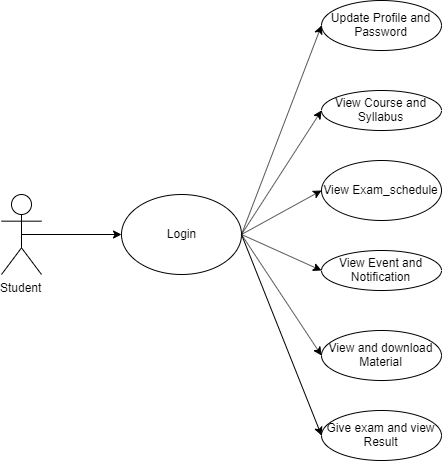 Update Profile and
Password
View Course and
Syllabus
View Exam_schedule
Login
View Event and
Notification
Student
View and download
Material
Give exam and view
Result